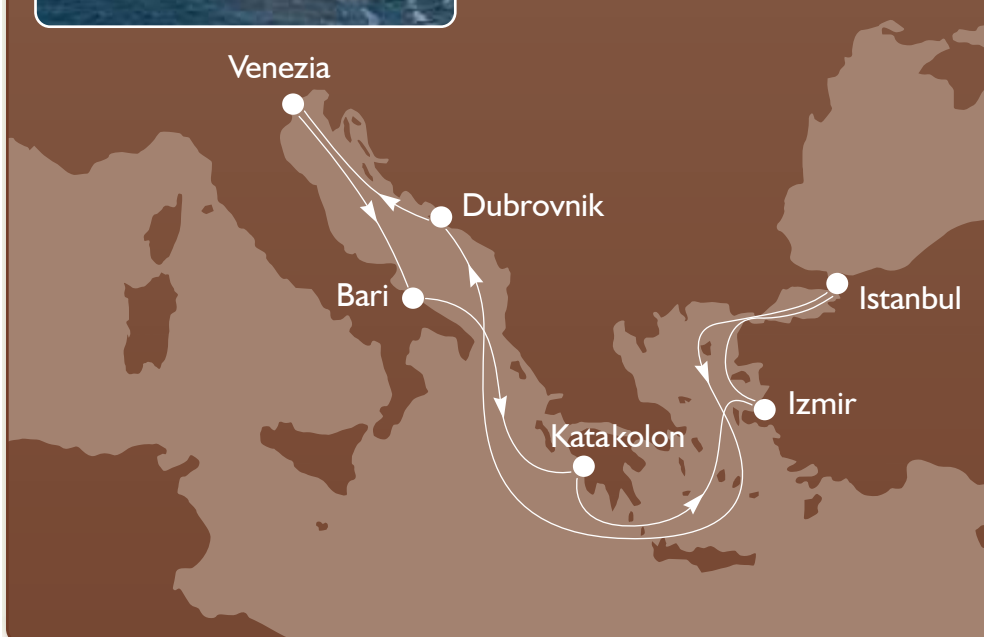 Venezia
Dubrovnik
Bari
Istanbul
Izmir
Katakolon